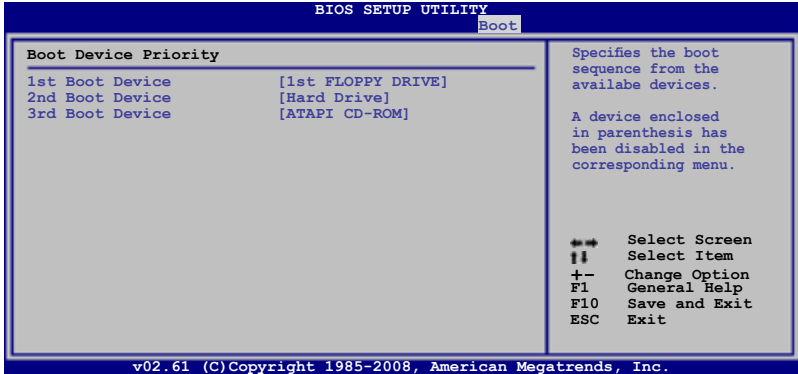 BIOS SETUP UTILITY
Boot
Boot Device Priority
1st Boot Device [1st FLOPPY DRIVE]
2nd Boot Device [Hard Drive]
3rd Boot Device [ATAPI CD-ROM]
Specifies the boot
sequence from the
availabe devices.
A device enclosed
in parenthesis has
been disabled in the
corresponding menu.
←→ Select Screen
↑↓ Select Item
+- Change Option
F1 General Help
F10 Save and Exit
ESC Exit
v02.61 (C)Copyright 1985-2008, American Megatrends, Inc.